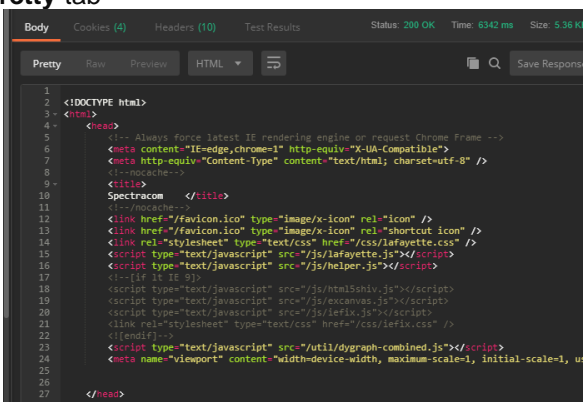 Body Cookies (4) Headers (10) Test Results Status: 200 OK Time: 6342 ms Size: 5.36
Pretty Raw Preview HTML Save Response
1
2 <!DOCTYPE html>
3 <html>
4 <head>
5 <!-- Always force latest IE rendering engine or request Chrome Frame -->
6 <meta content="IE=edge,chrome=1" http-equiv="X-UA-Compatible">
7 <meta http-equiv="Content-Type" content="text/html; charset=utf-8" />
8 <!--nocache-->
9 <title>
10 Spectracom </title>
11 <!--/nocache-->
12 <link href="/favicon.ico" type="image/x-icon" rel="icon" />
13 <link href="/favicon.ico" type="image/x-icon" rel="shortcut icon" />
14 <link rel="stylesheet" type="text/css" href="/css/lafayette.css" />
15 <script type="text/javascript" src="/js/lafayette.js"></script>
16 <script type="text/javascript" src="/js/helper.js"></script>
17 <!--[if lt IE 9]>
18 <script type="text/javascript" src="/js/html5shiv.js"></script>
19 <script type="text/javascript" src="/js/excanvas.js"></script>
20 <script type="text/javascript" src="/js/iefix.js"></script>
21 <link rel="stylesheet" type="text/css" href="/css/iefix.css" />
22 <![endif]-->
23 <script type="text/javascript" src="/util/dygraph-combined.js"></script>
24 <meta name="viewport" content="width=device-width, maximum-scale=1, initial-scale=1,
25
26
27 </head>